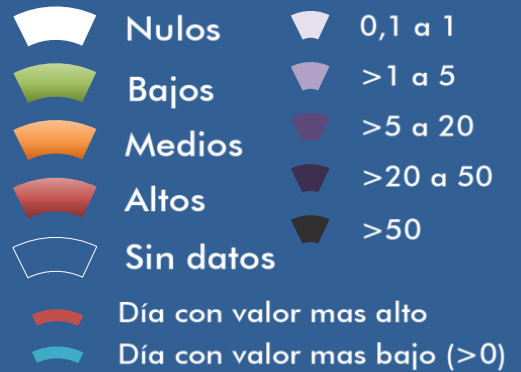 Nulos
Bajos
Medios
Altos
Sin datos
0,1 a 1
>1 a 5
>5 a 20
>20 a 50
>50
Día con valor mas alto
Día con valor mas bajo (>0)